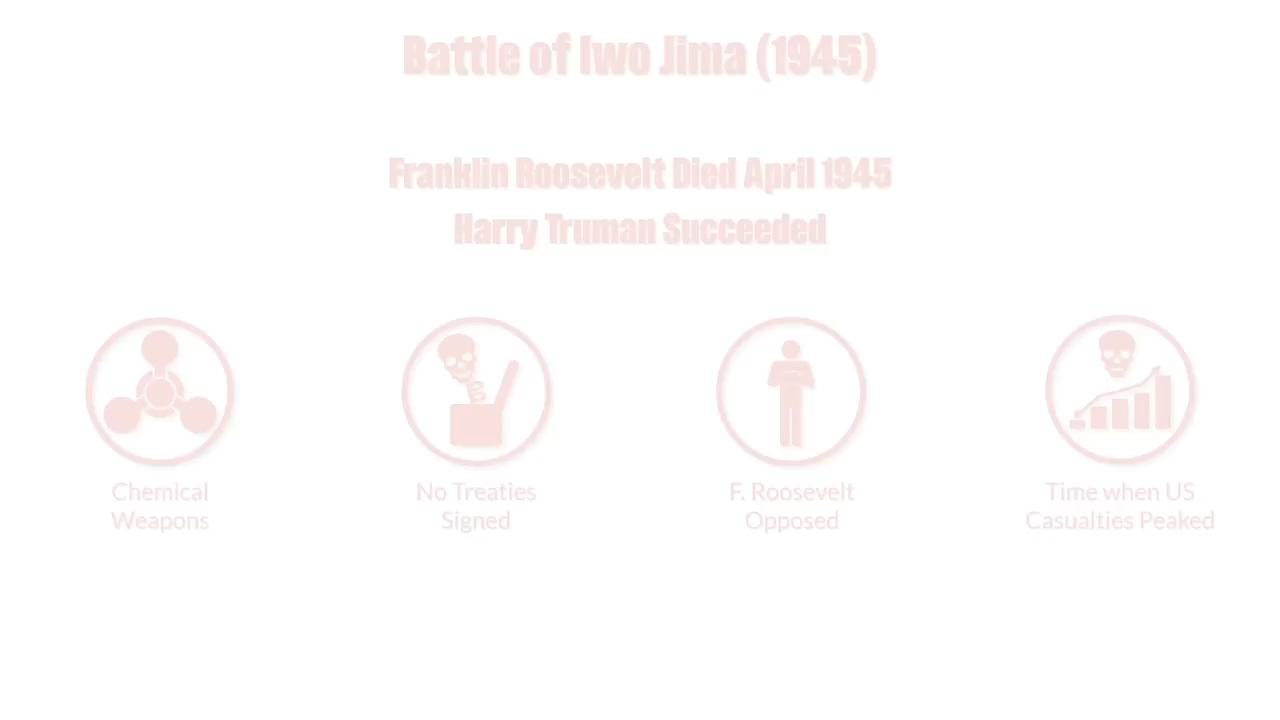 Battle of Iwo Jima (1945)
Franklin Roosevelt Died April 1945
Harry Truman Succeeded
Chemical
Weapons
No Treaties
Signed
F. Roosevelt
Opposed
Time when US
Casualties Peaked